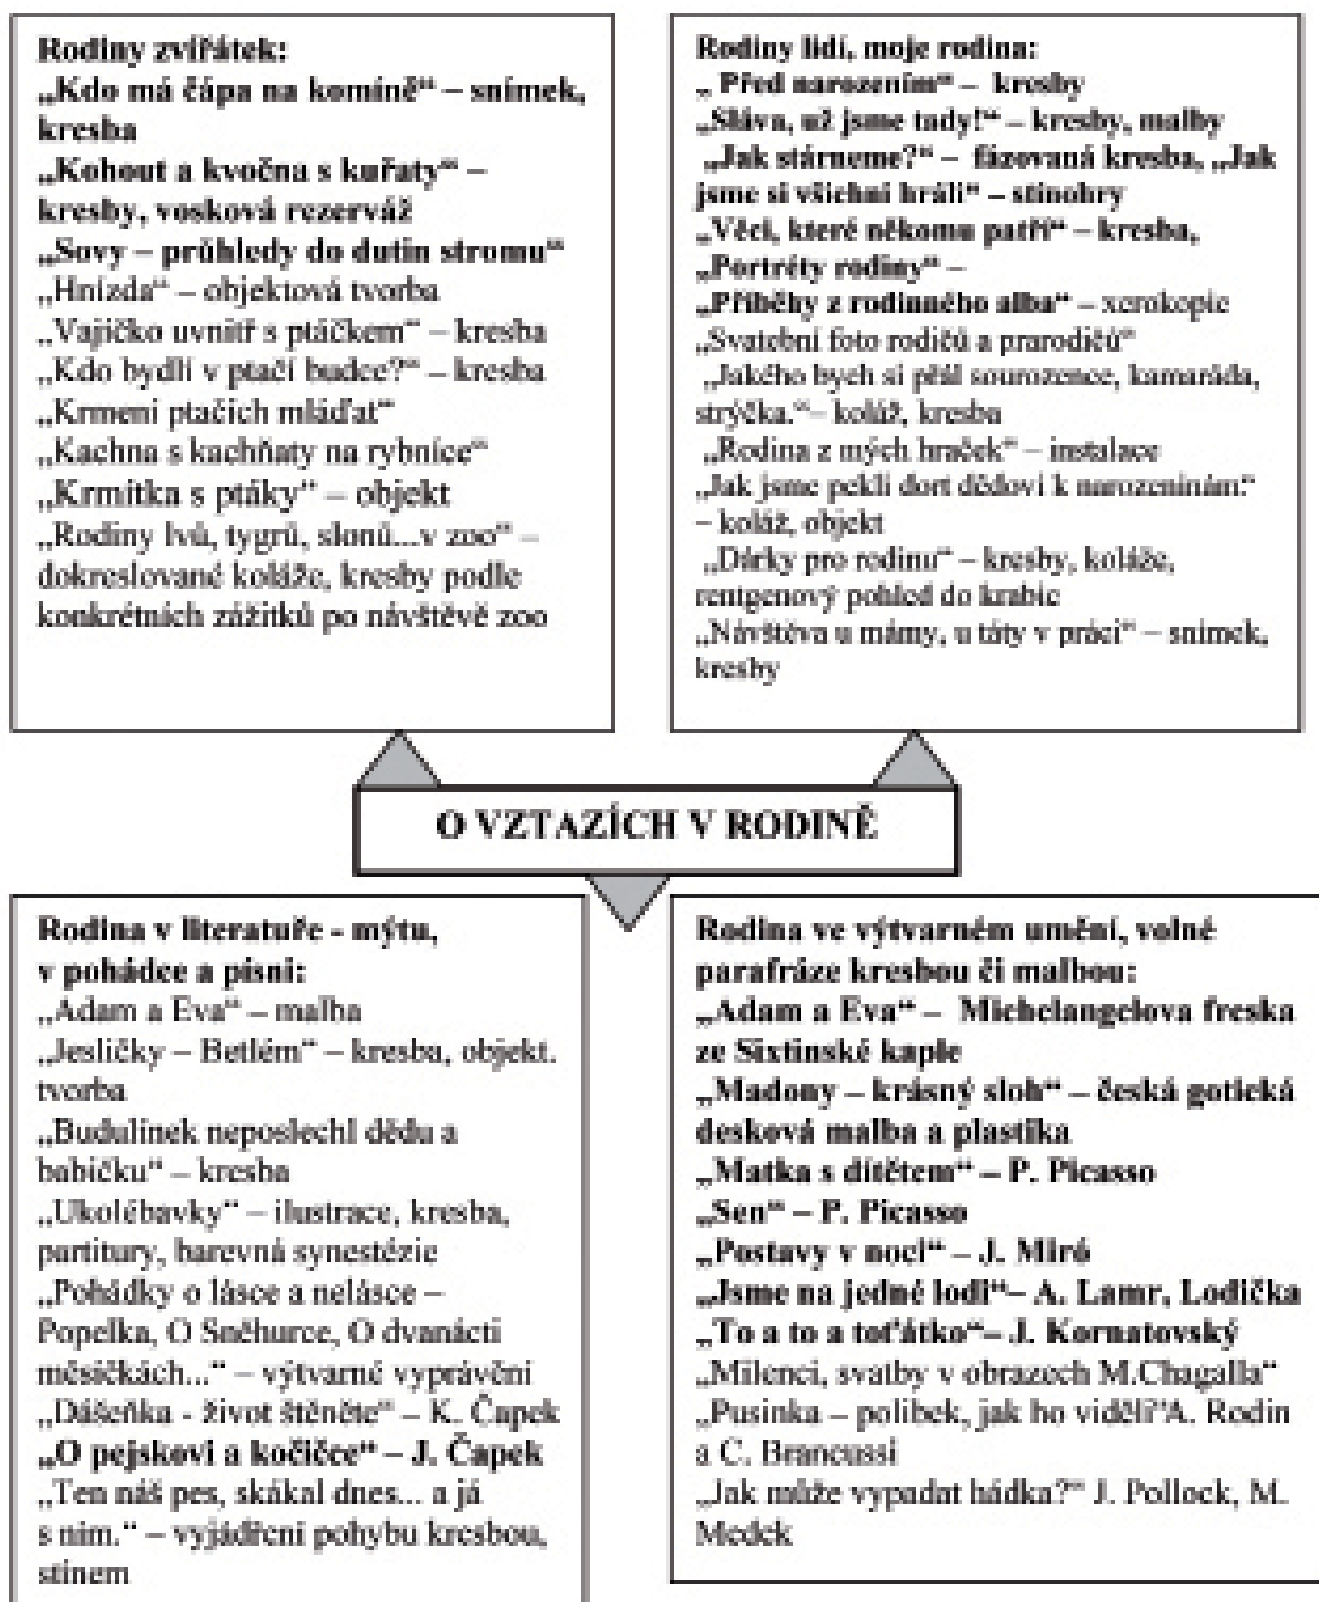 Rodiny zvířátek:
„Kdo má čápa na komíně“ – snímek,
kresba
„Kohout a kvočna s kuřaty“ –
kresby, vosková rezerváž
„Sovy – průhledy do dutin stromu“
„Hnízda“ – objektová tvorba
„Vajíčko uvnitř s ptáčkem“ – kresba
„Kdo bydlí v ptačí budce?“ – kresba
„Krmení ptačích mláďat“
„Kachna s kachňaty na rybníce“
„Krmítka s ptáky“ – objekt
„Rodiny lvů, tygrů, slonů...v zoo“ –
dokreslované koláže, kresby podle
konkrétních zážitků po návštěvě zoo
Rodiny lidí, moje rodina:
„ Před narozením“ – kresby
„Sláva, už jsme tady!“ – kresby, malby
„Jak stárneme?“ – fázovaná kresba, „Jak
jsme si všichni hráli“ – stínohry
„Věci, které někomu patří“ – kresba,
„Portréty rodiny“ –
„Příběhy z rodinného alba“ – xerokopie
„Svatební foto rodičů a prarodičů“
„Jakého bych si přál sourozence, kamaráda,
strýčka.“– koláž, kresba
„Rodina z mých hraček“ – instalace
„Jak jsme pekli dort dědovi k narozeninám.“
– koláž, objekt
„Dárky pro rodinu“ – kresby, koláže,
rentgenový pohled do krabic
„Návštěva u mámy, u táty v práci“ – snímek,
kresby
O VZTAZÍCH V RODINĚ
Rodina v literatuře - mýtu,
v pohádce a písni:
„Adam a Eva“ – malba
„Jesličky – Betlém“ – kresba, objekt.
tvorba
„Budulínek neposlechl dědu a
babičku“ – kresba
„Ukolébavky“ – ilustrace, kresba,
partitury, barevná synestézie
„Pohádky o lásce a nelásce –
Popelka, O Sněhurce, O dvanácti
měsíčkách...“ – výtvarné vyprávění
„Dášeňka - život štěněte“ – K. Čapek
„O pejskovi a kočičce“ – J. Čapek
„Ten náš pes, skákal dnes... a já
s ním.“ – vyjádření pohybu kresbou,
stínem
Rodina ve výtvarném umění, volné
parafráze kresbou či malbou:
„Adam a Eva“ – Michelangelova freska
ze Sixtinské kaple
„Madony – krásný sloh“ – česká gotická
desková malba a plastika
„Matka s dítětem“ – P. Picasso
„Sen“ – P. Picasso
„Postavy v noci“ – J. Miró
„Jsme na jedné lodi“– A. Lamr, Lodička
„To a to a toťátko“– J. Kornatovský
„Milenci, svatby v obrazech M.Chagalla“
„Pusinka – polibek, jak ho viděli“A. Rodin
a C. Brancussi
„Jak může vypadat hádka?“ J. Pollock, M.
Medek